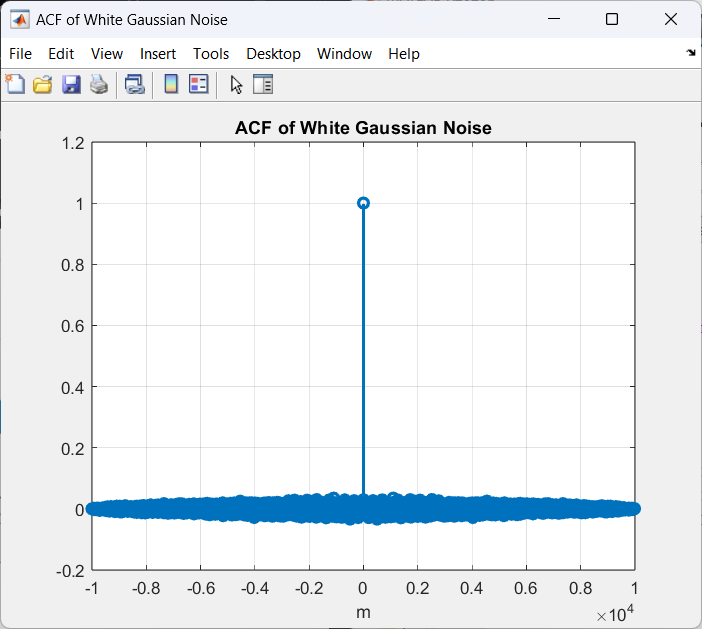 ACF of White Gaussian Noise
File Edit View Insert Tools Desktop Window Help
ACF of White Gaussian Noise
1.2
1
0.8
0.6
0.4
0.2
0
-0.2
-1 -0.8 -0.6 -0.4 -0.2 0 0.2 0.4 0.6 0.8 1
m
×10⁴